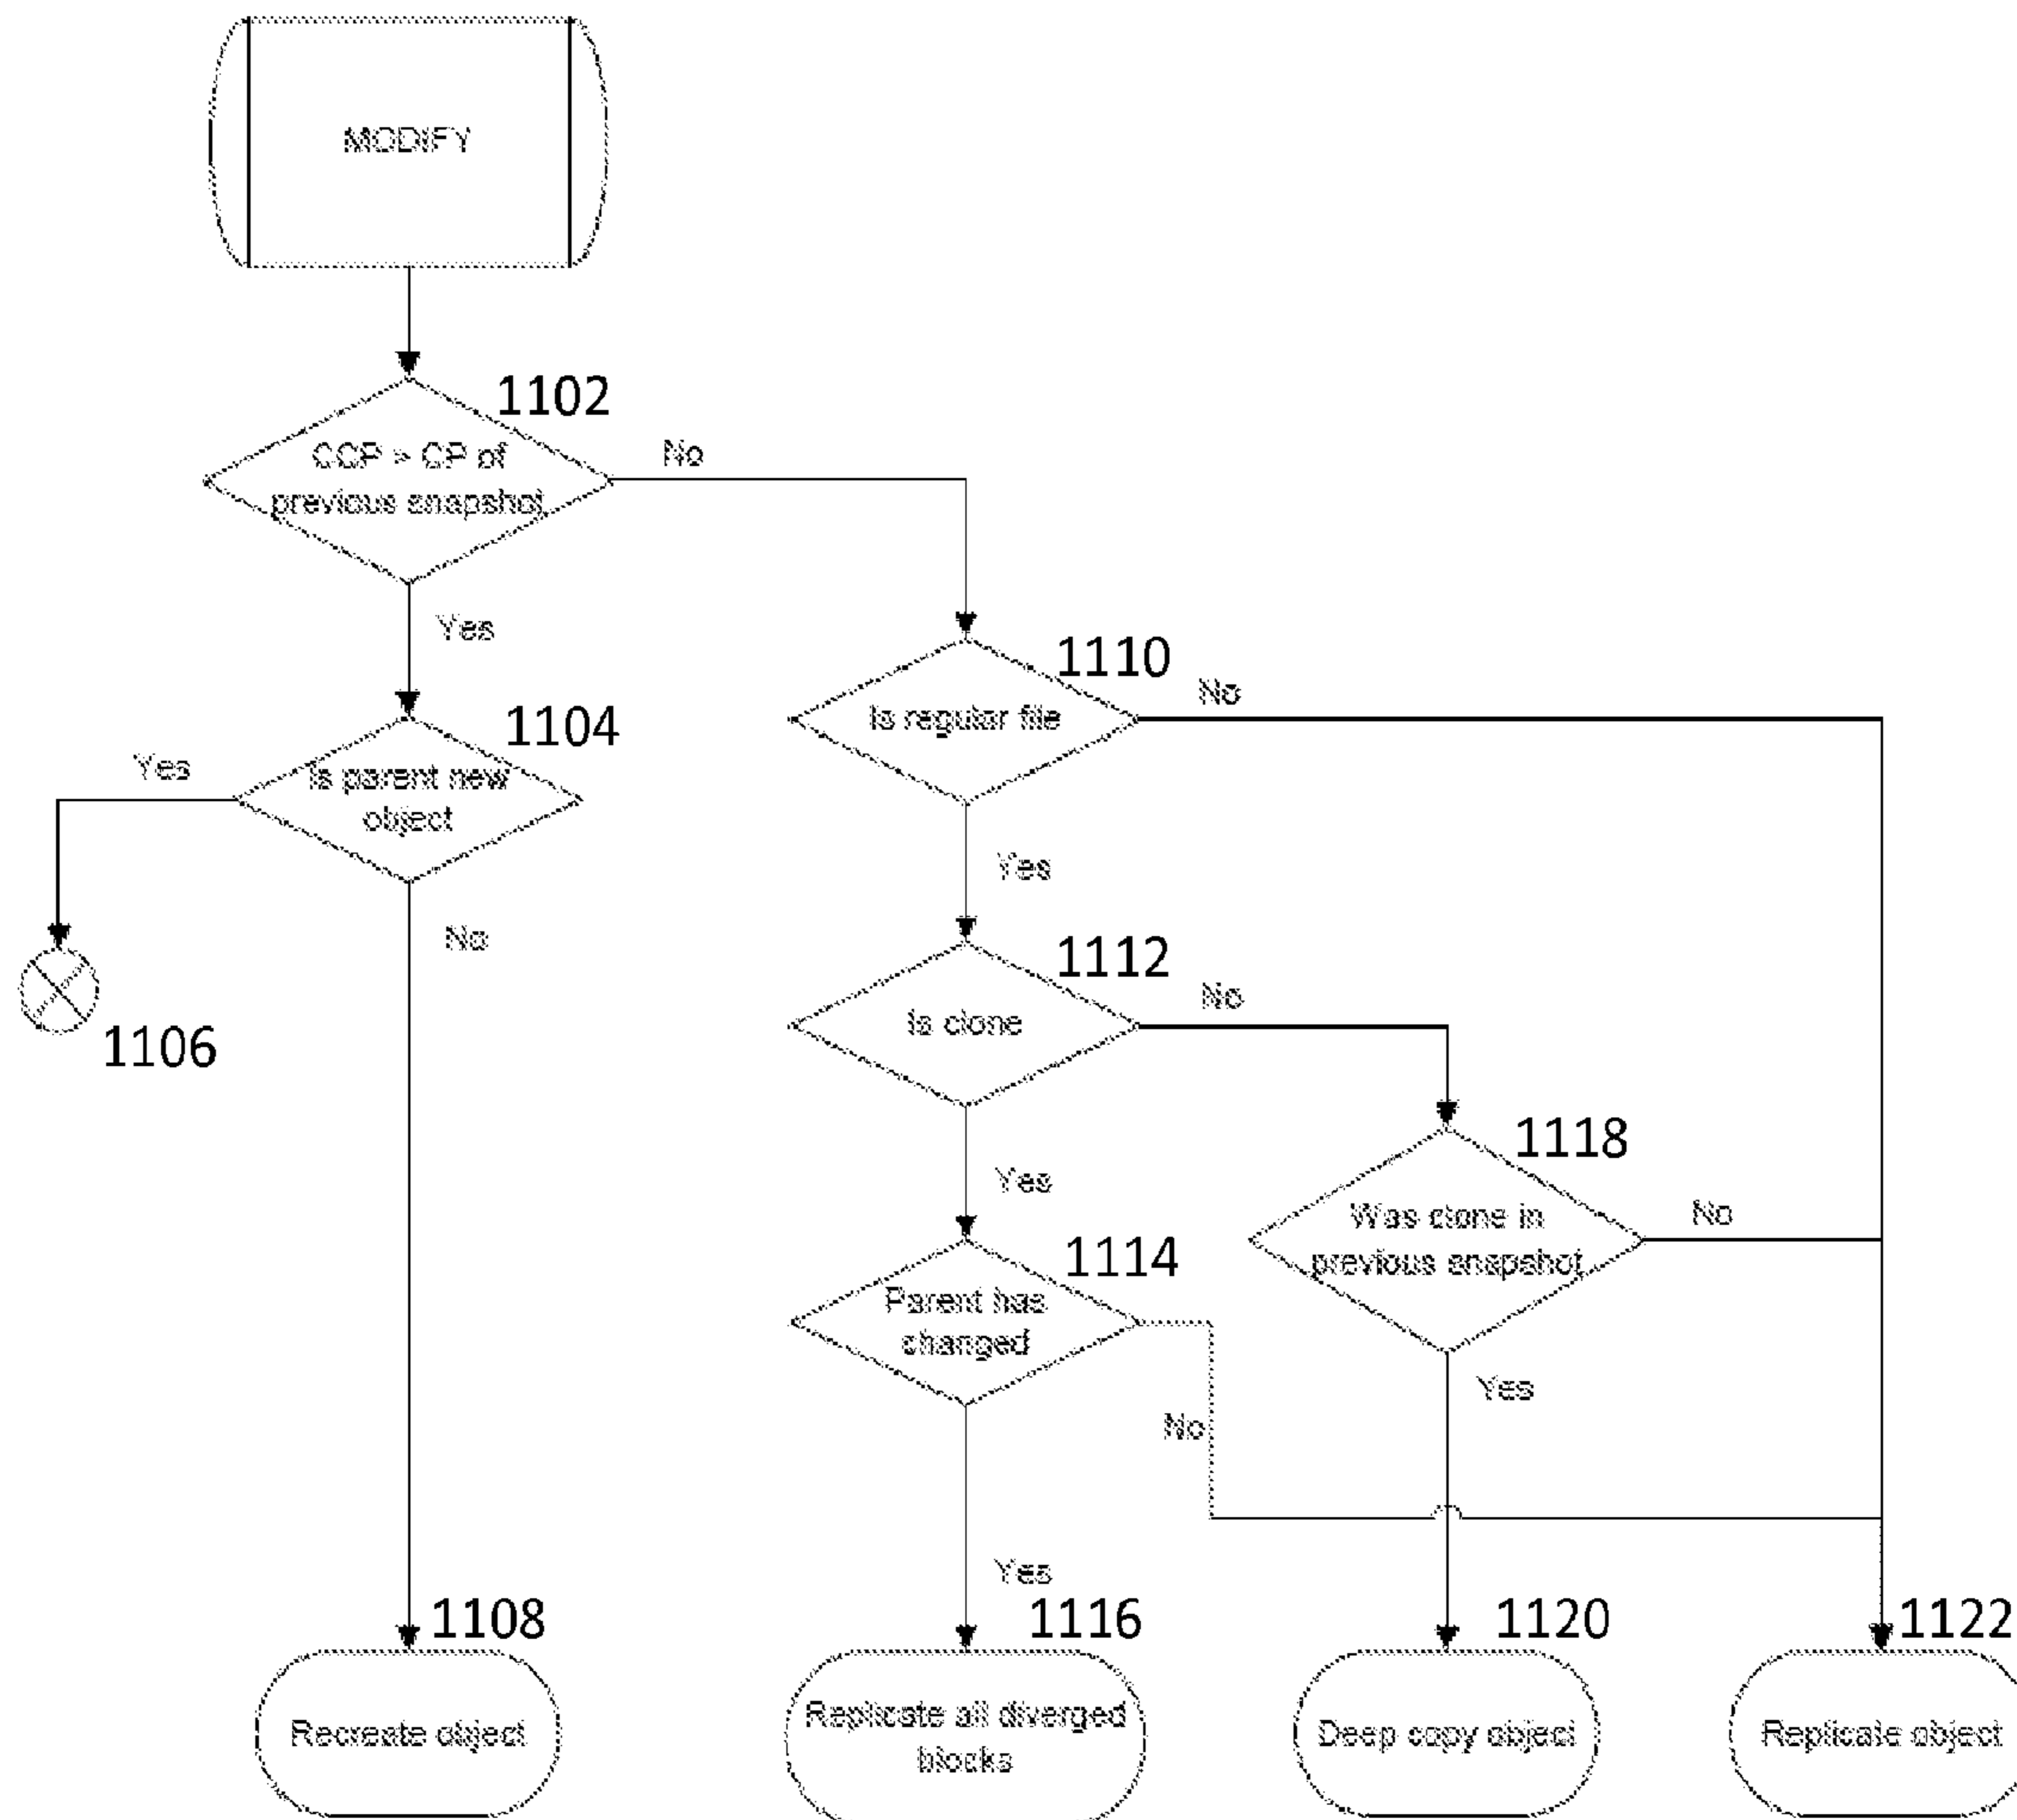 MODIFY
1102
CCP > CP of
previous snapshot
No
Yes
1110
Is regular file
No
1104
Is parent new
object
Yes
Yes
No
1112
Is clone
No
1106
1118
Was clone in
previous snapshot
No
Yes
1114
Parent has
changed
Yes
No
Yes
1108
1116
1120
1122
Recreate object
Replicate all diverged
blocks
Deep copy object
Replicate object